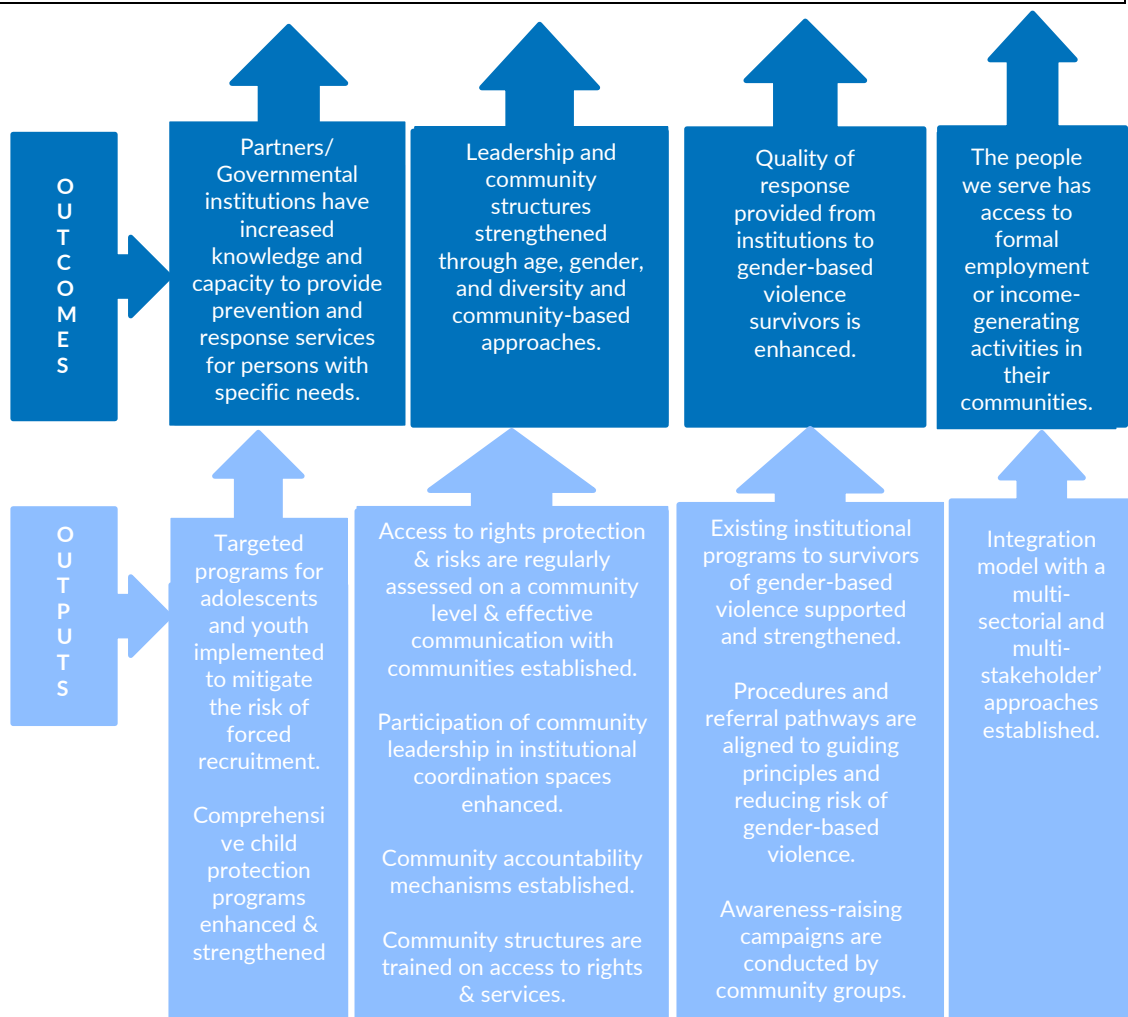 OUTCOMES
Partners/
Governmental
institutions have
increased
knowledge and
capacity to provide
prevention and
response services
for persons with
specific needs.
Leadership and
community
structures
strengthened
through age, gender,
and diversity and
community-based
approaches.
Quality of
response
provided from
institutions to
gender-based
violence
survivors is
enhanced.
The people
we serve has
access to
formal
employment
or income-
generating
activities in
their
communities.
OUTPUTS
Targeted
programs for
adolescents
and youth
implemented
to mitigate
the risk of
forced
recruitment.
Comprehensi
ve child
protection
programs
enhanced &
strengthened
Access to rights protection
& risks are regularly
assessed on a community
level & effective
communication with
communities established.
Participation of community
leadership in institutional
coordination spaces
enhanced.
Community accountability
mechanisms established.
Community structures are
trained on access to rights
& services.
Existing institutional
programs to survivors
of gender-based
violence supported
and strengthened.
Procedures and
referral pathways are
aligned to guiding
principles and
reducing risk of
gender-based
violence.
Awareness-raising
campaigns are
conducted by
community groups.
Integration
model with a
multi-
sectorial and
multi-
stakeholder’
approaches
established.